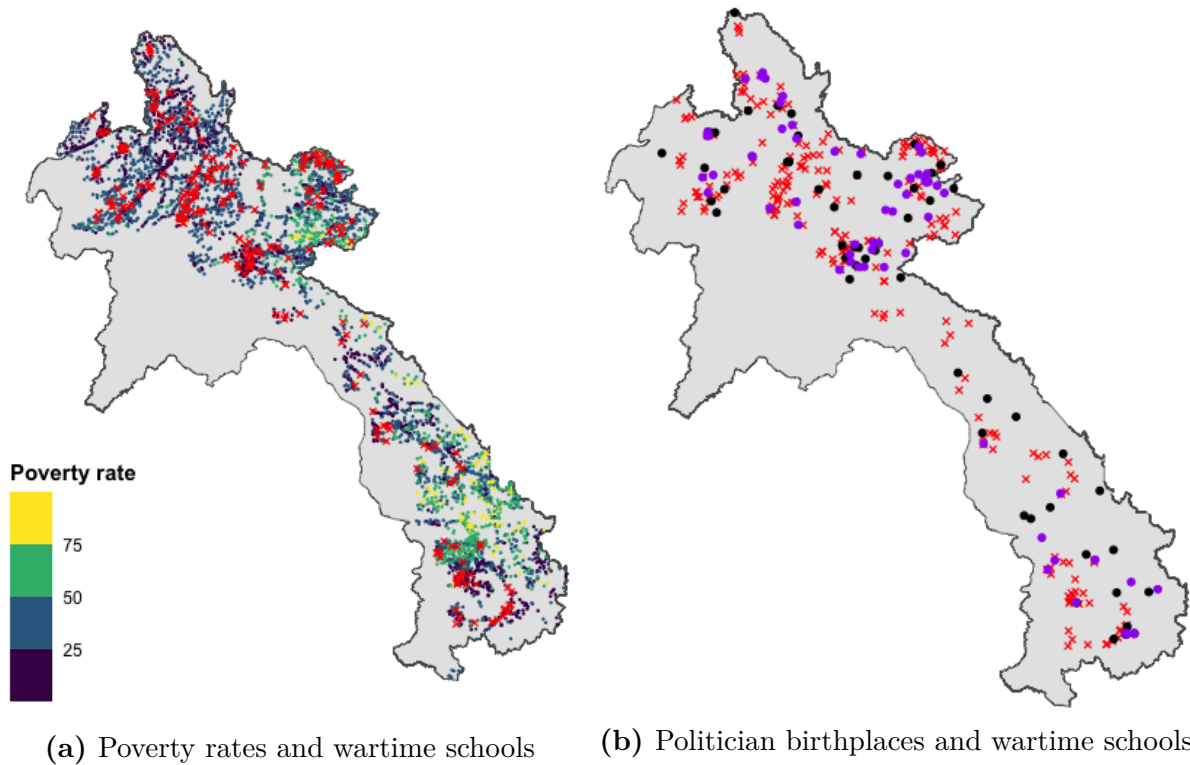 Poverty rate
75
50
25
(a) Poverty rates and wartime schools
(b) Politician birthplaces and wartime schools